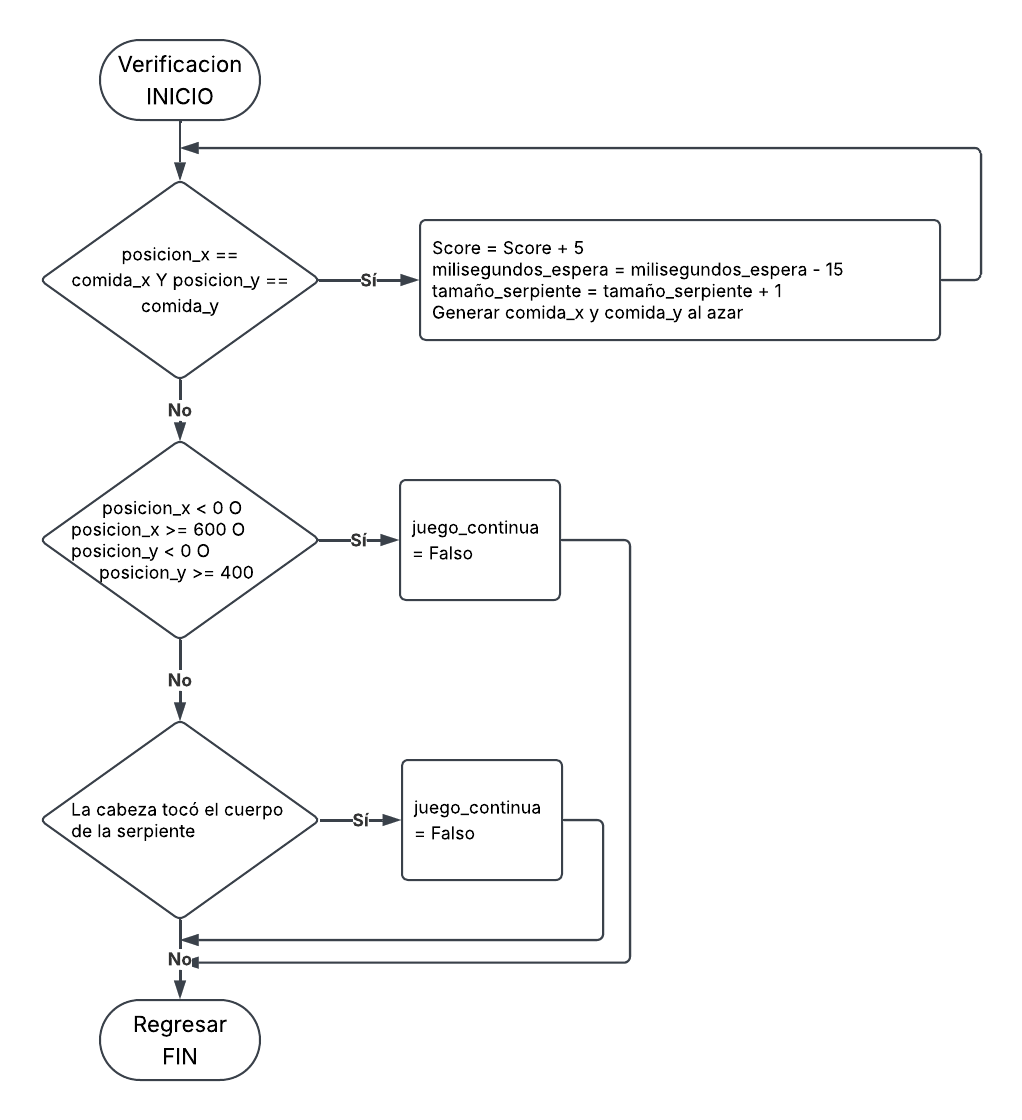 Verificacion
INICIO
posicion_x ==
comida_x Y posicion_y ==
comida_y
Sí
Score = Score + 5
milisegundos_espera = milisegundos_espera - 15
tamaño_serpiente = tamaño_serpiente + 1
Generar comida_x y comida_y al azar
No
posicion_x < 0 O
posicion_x >= 600 O
posicion_y < 0 O
posicion_y >= 400
Sí
juego_continua
= Falso
No
La cabeza tocó el cuerpo
de la serpiente
Sí
juego_continua
= Falso
No
Regresar
FIN